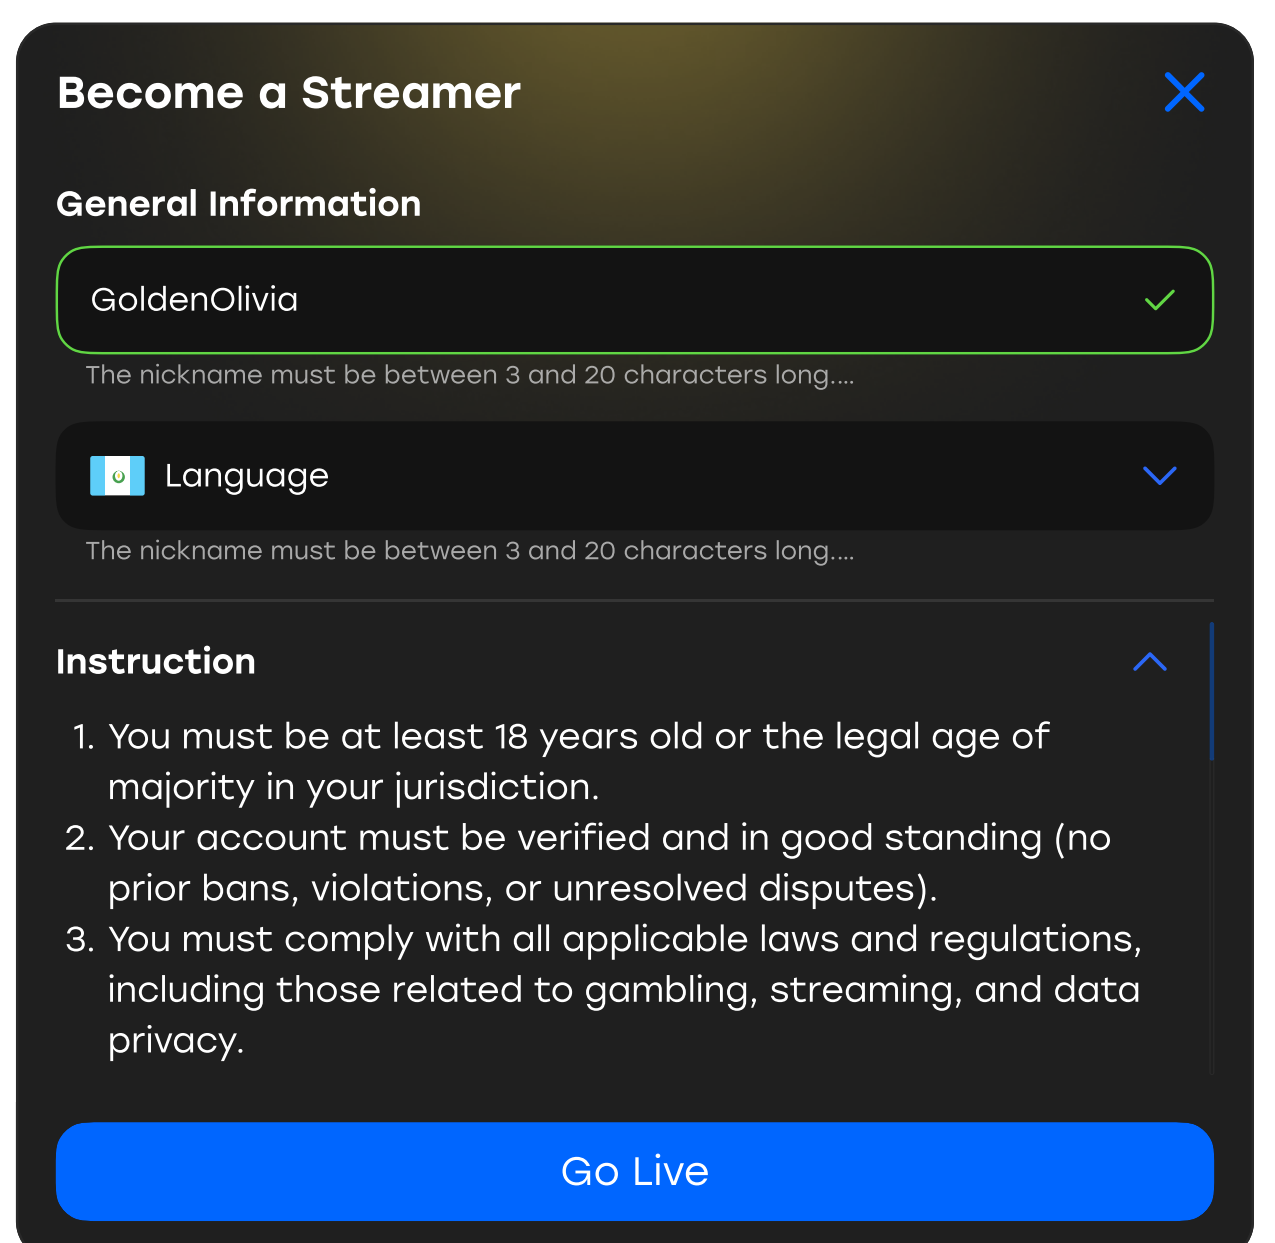 Become a Streamer
General Information
GoldenOlivia
The nickname must be between 3 and 20 characters long....
Language
The nickname must be between 3 and 20 characters long....
Instruction
1. You must be at least 18 years old or the legal age of
majority in your jurisdiction.
2. Your account must be verified and in good standing (no
prior bans, violations, or unresolved disputes).
3. You must comply with all applicable laws and regulations,
including those related to gambling, streaming, and data
privacy.
Go Live